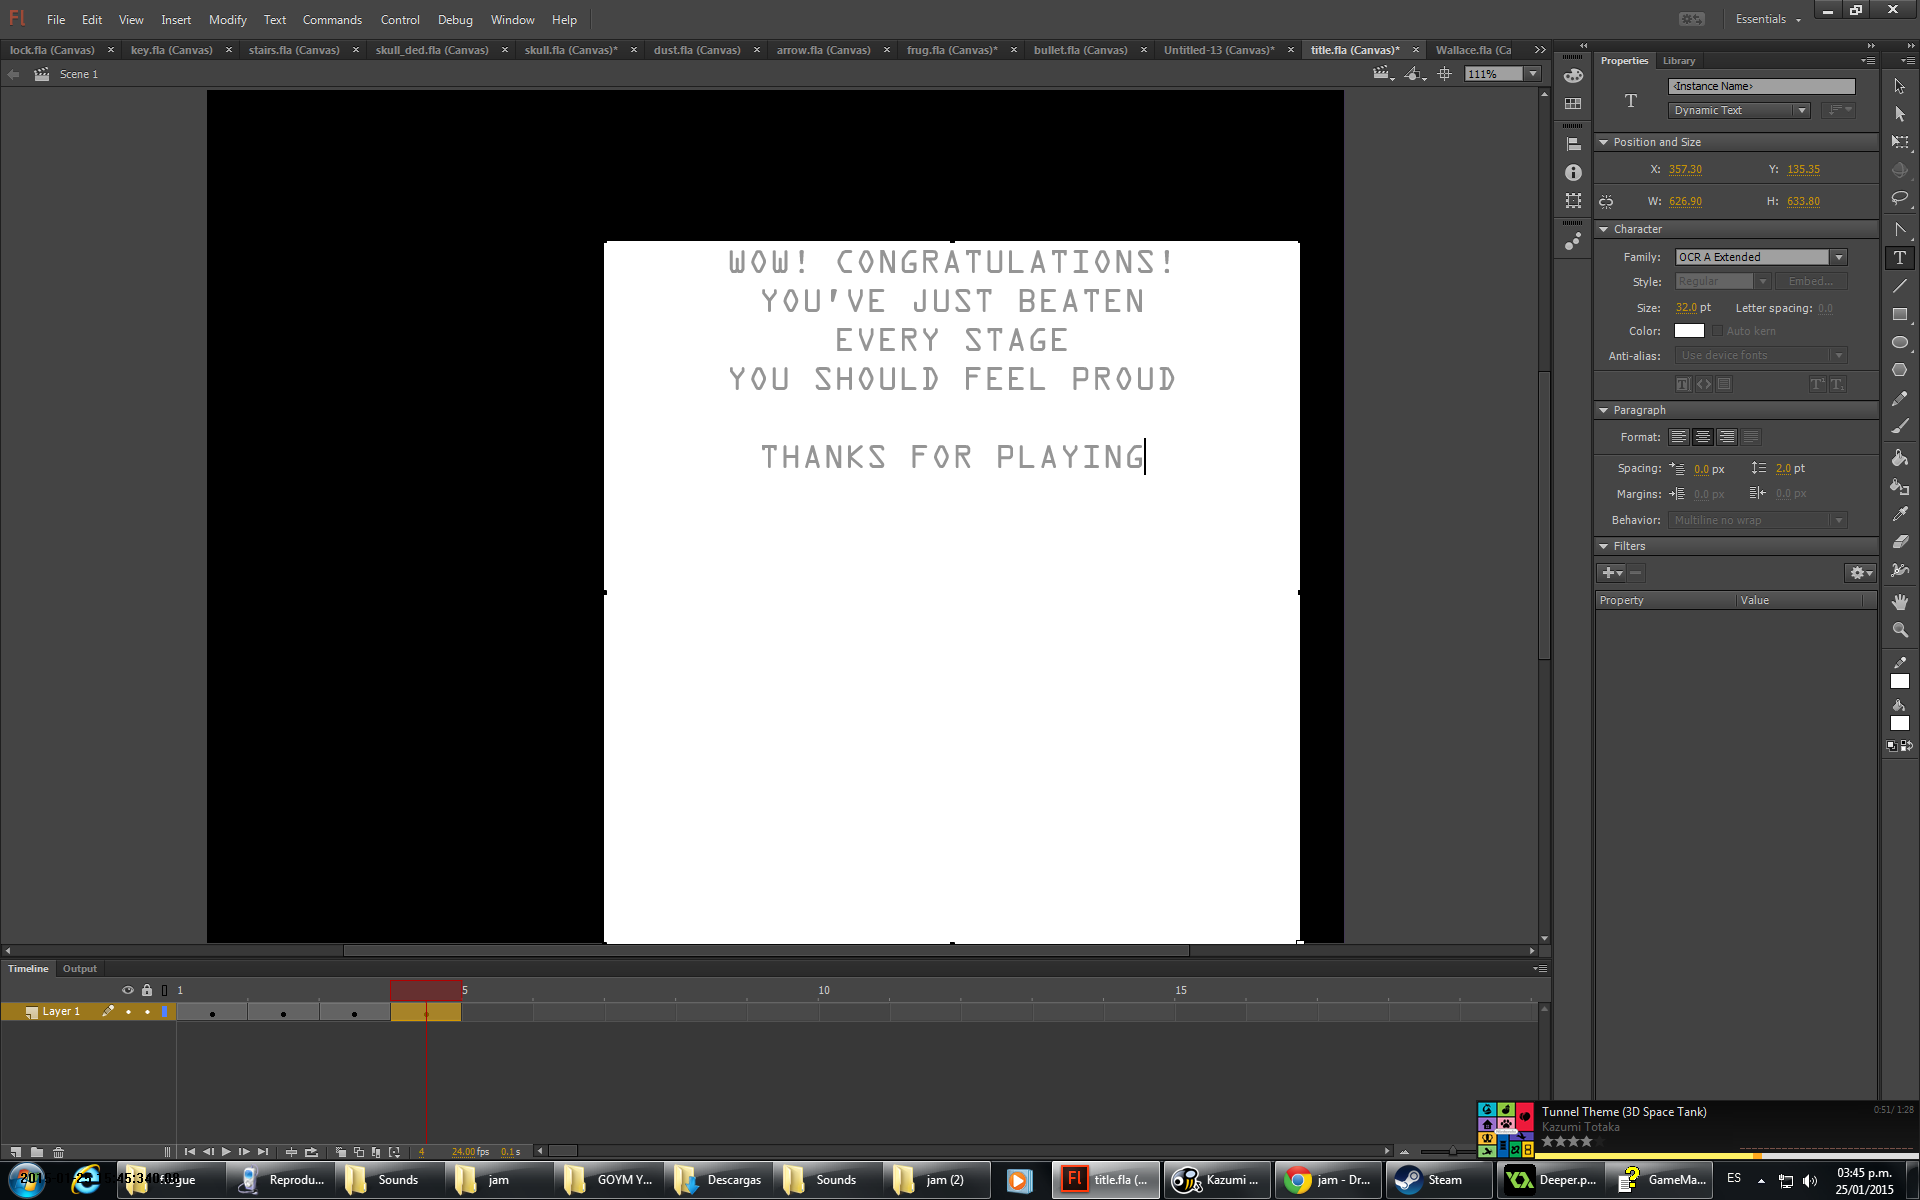 Fl File Edit View Insert Modify Text Commands Control Debug Window Help Essentials
lock.fla (Canvas) × key.fla (Canvas) × stairs.fla (Canvas) × skull_ded.fla (Canvas) × skull.fla (Canvas)* × dust.fla (Canvas) × arrow.fla (Canvas) × frug.fla (Canvas)* × bullet.fla (Canvas) × Untitled-13 (Canvas)* × title.fla (Canvas)* × Wallace.fla (Ca
Scene 1 111%
WOW! CONGRATULATIONS!
YOU'VE JUST BEATEN
EVERY STAGE
YOU SHOULD FEEL PROUD
THANKS FOR PLAYING
Properties Library
<Instance Name>
T Dynamic Text
Position and Size
X: 357.30 Y: 135.35
W: 626.90 H: 633.80
Character
Family: OCR A Extended
Style: Regular Embed...
Size: 32.0 pt Letter spacing: 0.0
Color: Auto kern
Anti-alias: Use device fonts
Paragraph
Format:
Spacing: 0.0 px 2.0 pt
Margins: 0.0 px 0.0 px
Behavior: Multiline no wrap
Filters
Property Value
Timeline Output
1 5 10 15
Layer 1
4 24.00 fps 0.1 s
Tunnel Theme (3D Space Tank) 0:51/ 1:28
Kazumi Totaka
Reprodu... Sounds jam GOYM Y... Descargas Sounds jam (2) Fl title.fla (... Kazumi ... jam - Dr... Steam Deeper.p... GameMa... ES 03:45 p.m.
25/01/2015